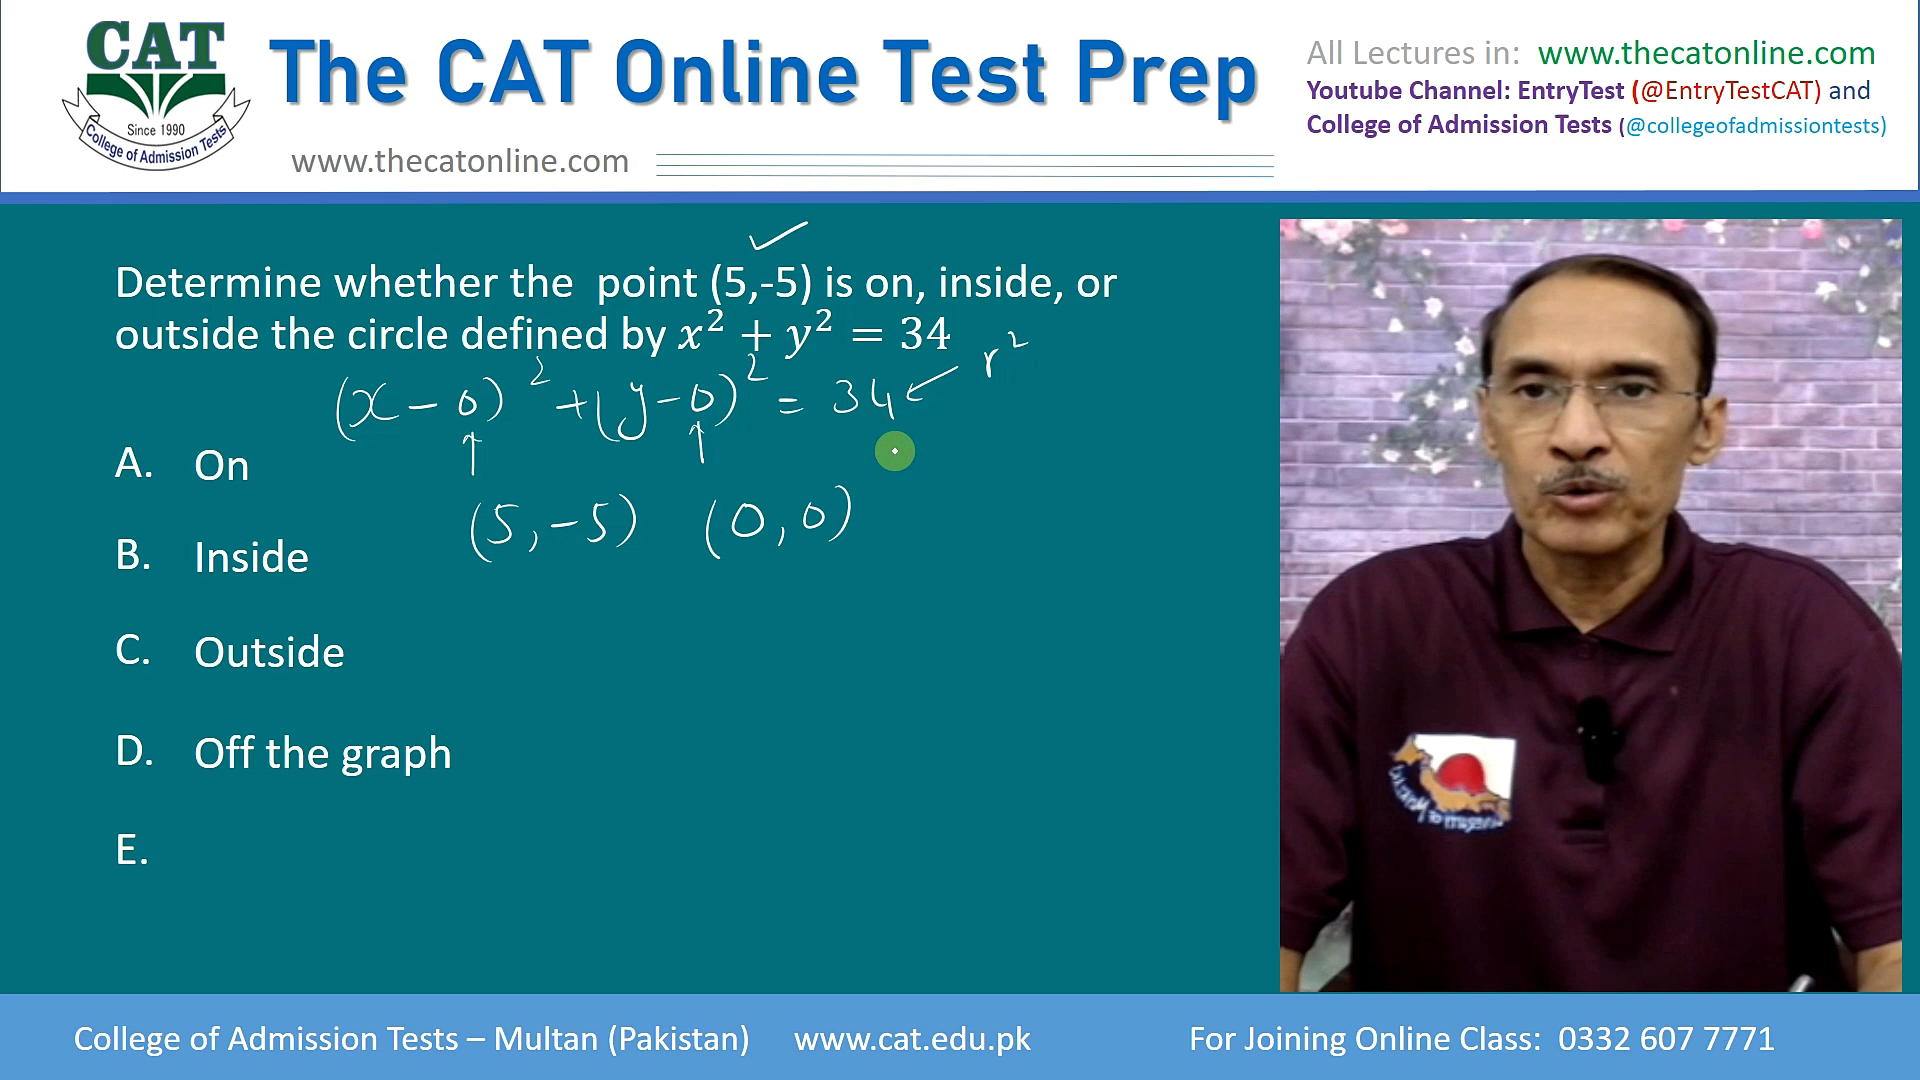 CAT
Since 1990
College of Admission Tests
The CAT Online Test Prep
www.thecatonline.com
All Lectures in: www.thecatonline.com
Youtube Channel: EntryTest (@EntryTestCAT) and
College of Admission Tests (@collegeofadmissiontests)
Determine whether the point (5,-5) is on, inside, or
outside the circle defined by x² + y² = 34
(x - 0)² + (y - 0)² = 34 r²
(5, -5) (0, 0)
A. On
B. Inside
C. Outside
D. Off the graph
E.
College of Admission Tests – Multan (Pakistan) www.cat.edu.pk For Joining Online Class: 0332 607 7771